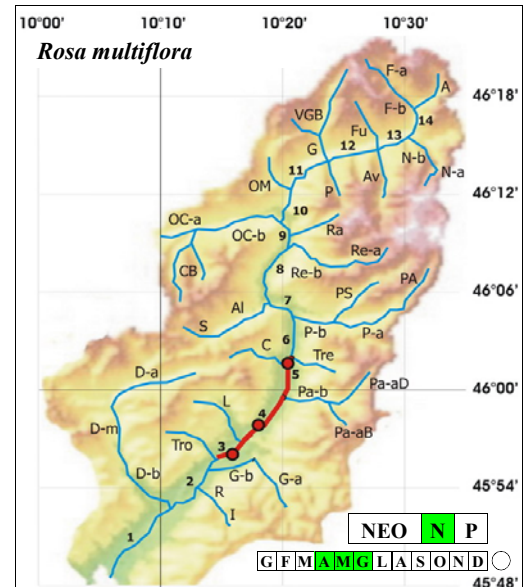 10°00' 10°10' 10°20' 10°30'
Rosa multiflora
F-a
A
46°18'
VGB
F-b
14
Fu
13
G
12
N-b
11
N-a
OM
P
Av
46°12'
10
OC-a
Ra
OC-b
9
Re-a
8
Re-b
CB
PS
PA
46°06'
Al
7
S
P-b
P-a
6
C
Tre
D-a
5
46°00'
Pa-b
Pa-aD
L
4
D-m
Pa-aB
Tro
3
D-b
G-b
2
G-a
R
45°54'
I
1
NEO N P
G F M A M G L A S O N D
45°48'